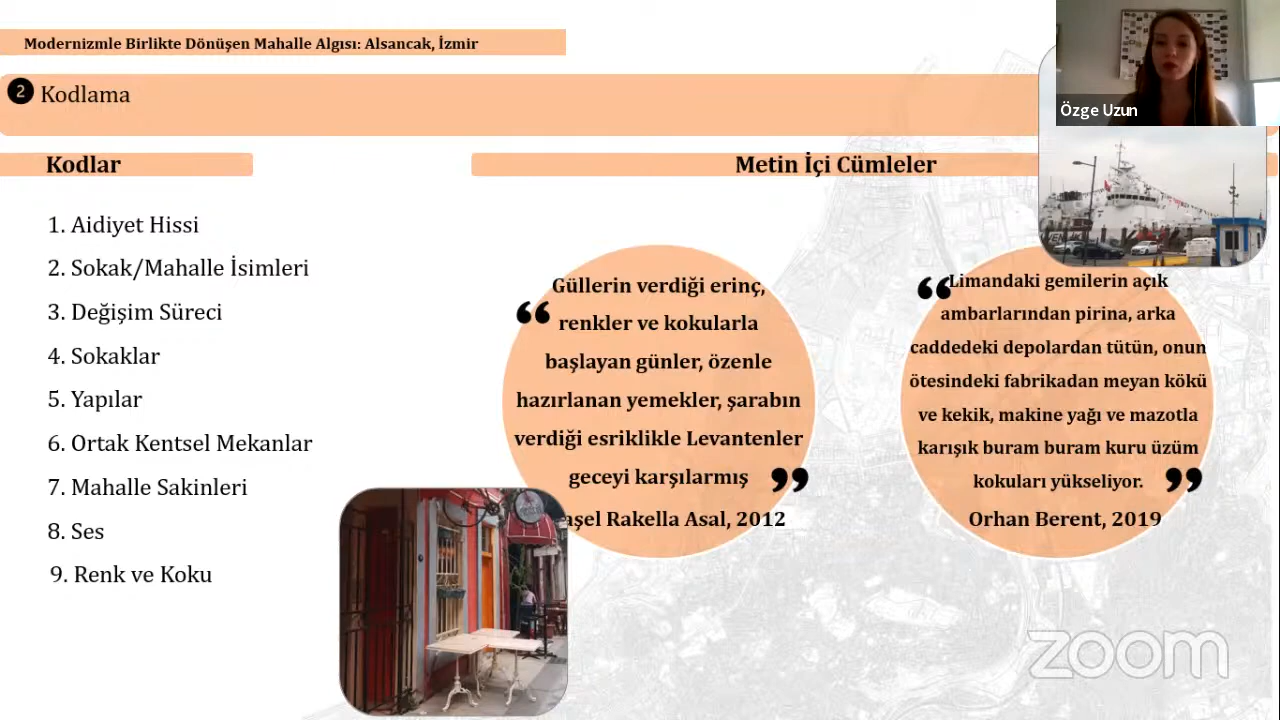 Modernizmle Birlikte Dönüşen Mahalle Algısı: Alsancak, İzmir
2 Kodlama
Özge Uzun
Kodlar
1. Aidiyet Hissi
2. Sokak/Mahalle İsimleri
3. Değişim Süreci
4. Sokaklar
5. Yapılar
6. Ortak Kentsel Mekanlar
7. Mahalle Sakinleri
8. Ses
9. Renk ve Koku
Metin İçi Cümleler
“Güllerin verdiği erinç,
renkler ve kokularla
başlayan günler, özenle
hazırlanan yemekler, şarabın
verdiği esriklikle Levantenler
geceyi karşılarmış”
aşel Rakella Asal, 2012
“Limandaki gemilerin açık
ambarlarından pirina, arka
caddedeki depolardan tütün, onun
ötesindeki fabrikadan meyan kökü
ve kekik, makine yağı ve mazotla
karışık buram buram kuru üzüm
kokuları yükseliyor.”
Orhan Berent, 2019
zoom